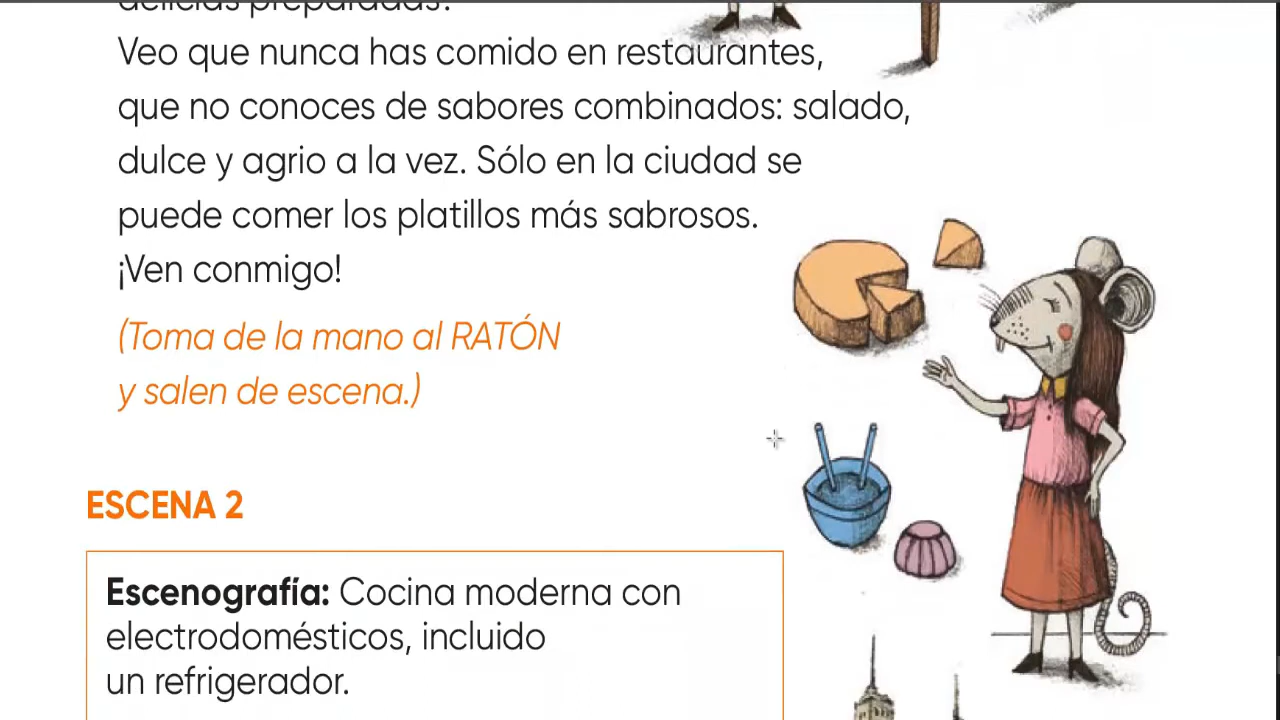 delicias preparadas?
Veo que nunca has comido en restaurantes,
que no conoces de sabores combinados: salado,
dulce y agrio a la vez. Sólo en la ciudad se
puede comer los platillos más sabrosos.
¡Ven conmigo!
(Toma de la mano al RATÓN
y salen de escena.)
ESCENA 2
Escenografía: Cocina moderna con
electrodomésticos, incluido
un refrigerador.